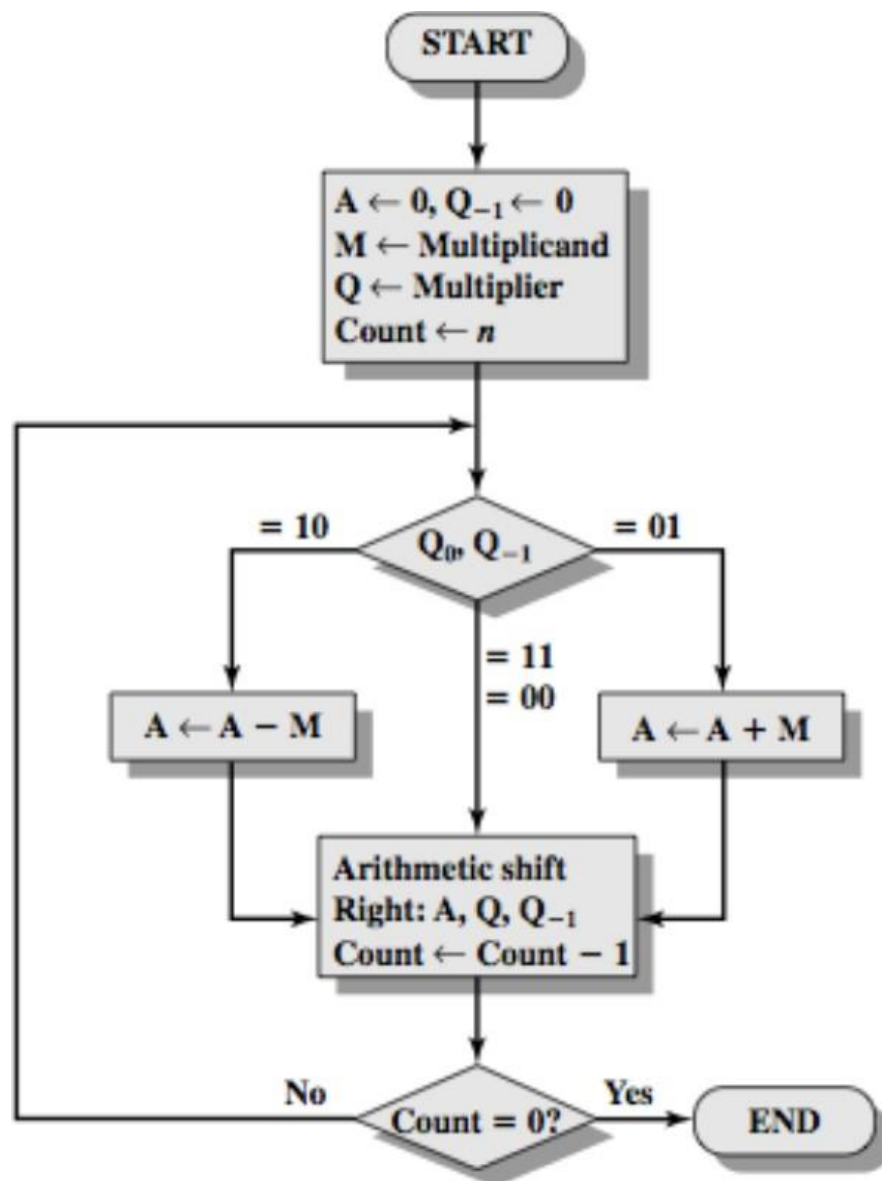 START
A ← 0, Q₋₁ ← 0
M ← Multiplicand
Q ← Multiplier
Count ← n
= 10
Q₀, Q₋₁
= 01
= 11
= 00
A ← A − M
A ← A + M
Arithmetic shift
Right: A, Q, Q₋₁
Count ← Count − 1
No
Count = 0?
Yes
END